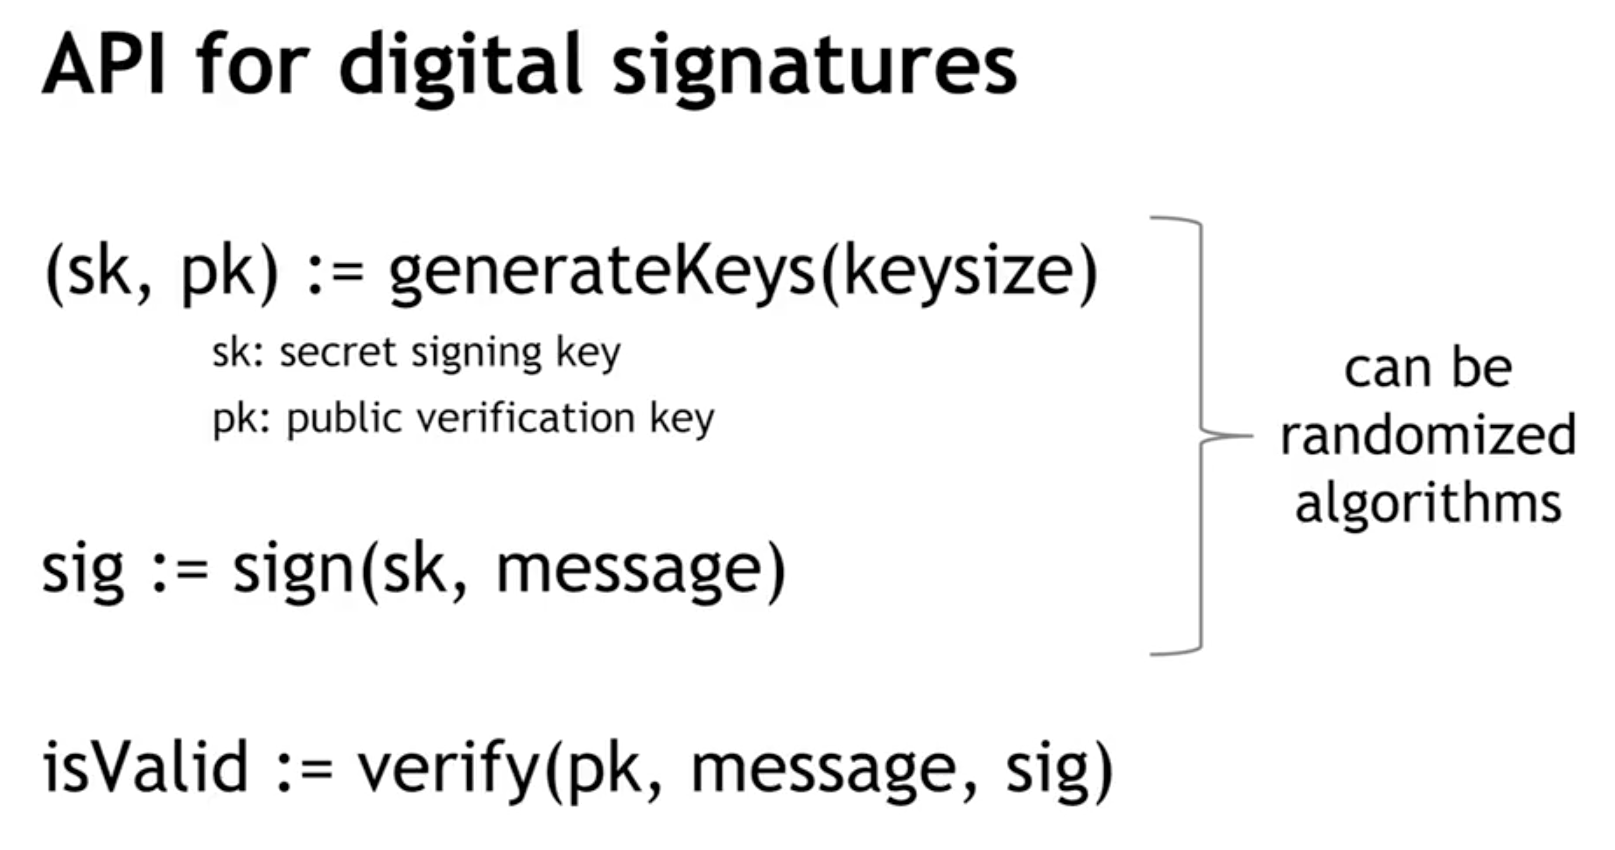 API for digital signatures
(sk, pk) := generateKeys(keysize)
sk: secret signing key
pk: public verification key
can be
randomized
algorithms
sig := sign(sk, message)
isValid := verify(pk, message, sig)